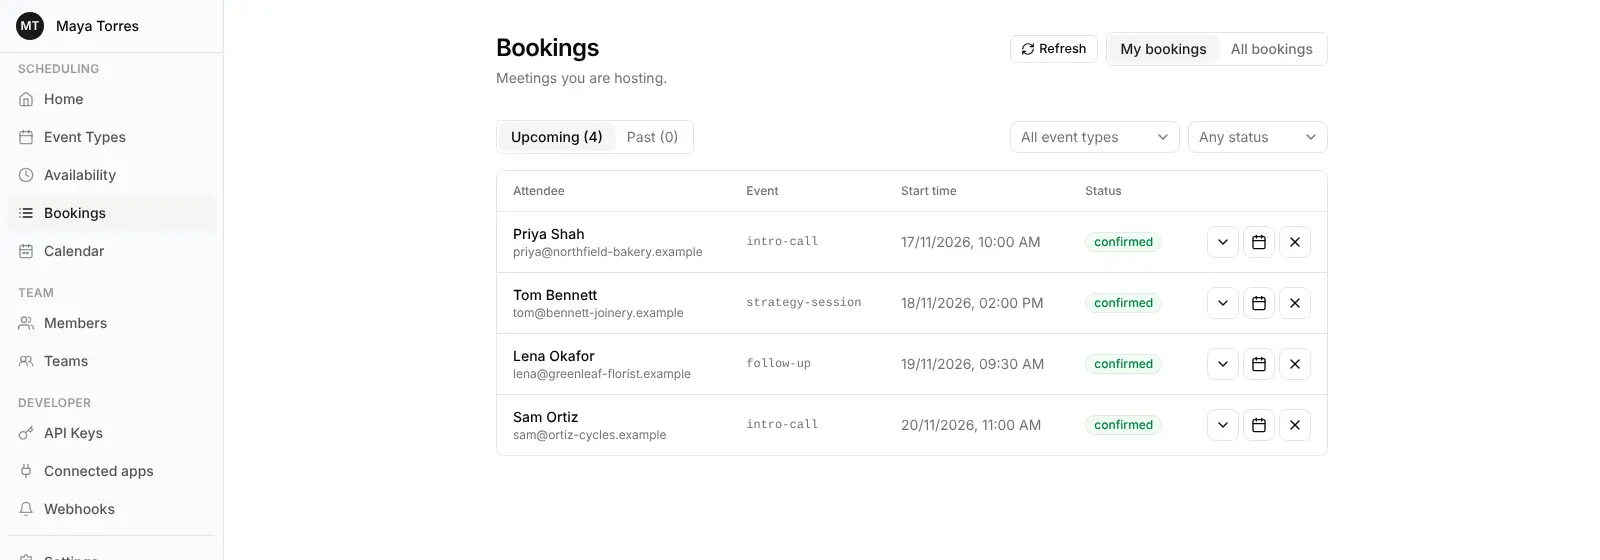 MT Maya Torres
SCHEDULING
Home
Event Types
Availability
Bookings
Calendar
TEAM
Members
Teams
DEVELOPER
API Keys
Connected apps
Webhooks
Settings
Bookings
Meetings you are hosting.
Refresh My bookings All bookings
Upcoming (4) Past (0) All event types Any status
Attendee Event Start time Status
Priya Shah
priya@northfield-bakery.example intro-call 17/11/2026, 10:00 AM confirmed
Tom Bennett
tom@bennett-joinery.example strategy-session 18/11/2026, 02:00 PM confirmed
Lena Okafor
lena@greenleaf-florist.example follow-up 19/11/2026, 09:30 AM confirmed
Sam Ortiz
sam@ortiz-cycles.example intro-call 20/11/2026, 11:00 AM confirmed